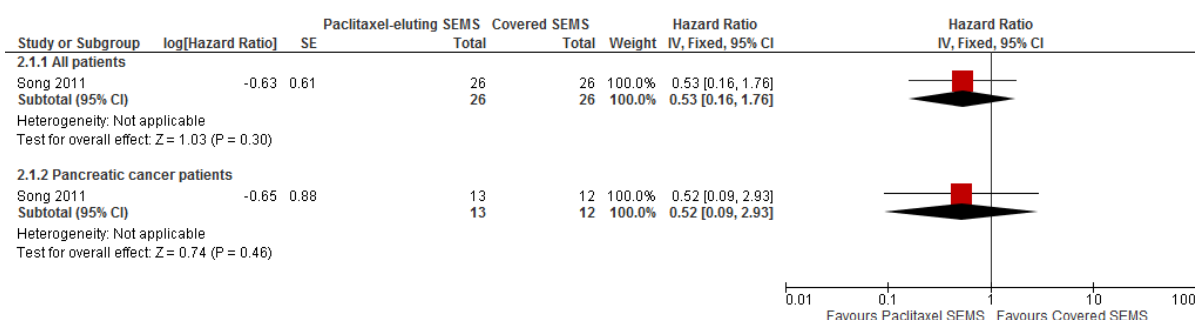 Paclitaxel-eluting SEMS Covered SEMS Hazard Ratio Hazard Ratio
Study or Subgroup log[Hazard Ratio] SE Total Total Weight IV, Fixed, 95% CI IV, Fixed, 95% CI
2.1.1 All patients
Song 2011 -0.63 0.61 26 26 100.0% 0.53 [0.16, 1.76]
Subtotal (95% CI) 26 26 100.0% 0.53 [0.16, 1.76]
Heterogeneity: Not applicable
Test for overall effect: Z = 1.03 (P = 0.30)
2.1.2 Pancreatic cancer patients
Song 2011 -0.65 0.88 13 12 100.0% 0.52 [0.09, 2.93]
Subtotal (95% CI) 13 12 100.0% 0.52 [0.09, 2.93]
Heterogeneity: Not applicable
Test for overall effect: Z = 0.74 (P = 0.46)
0.01 0.1 1 10 100
Favours Paclitaxel SEMS Favours Covered SEMS